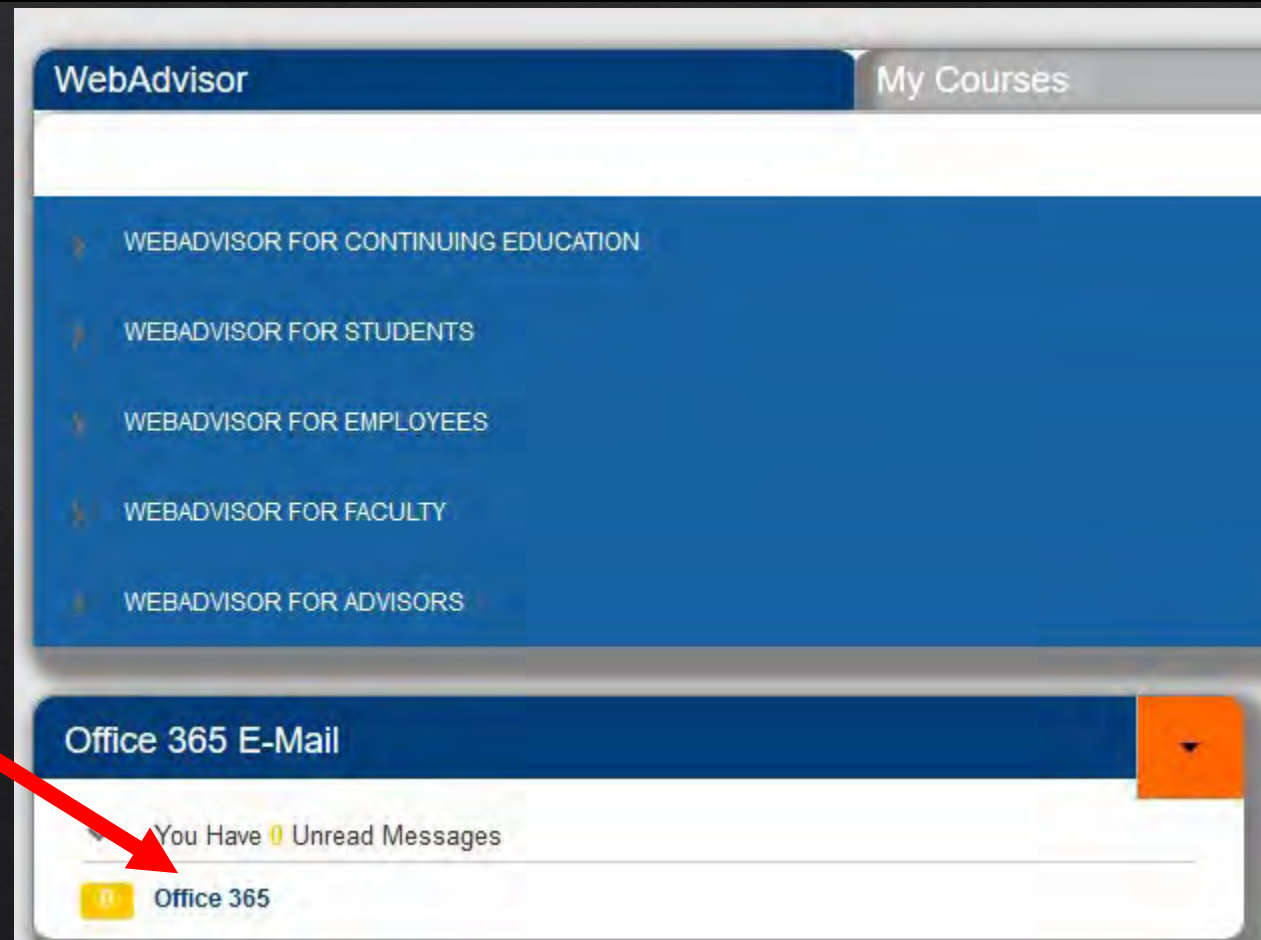 WebAdvisor
My Courses
WEBADVISOR FOR CONTINUING EDUCATION
WEBADVISOR FOR STUDENTS
WEBADVISOR FOR EMPLOYEES
WEBADVISOR FOR FACULTY
WEBADVISOR FOR ADVISORS
Office 365 E-Mail
You Have 0 Unread Messages
0 Office 365